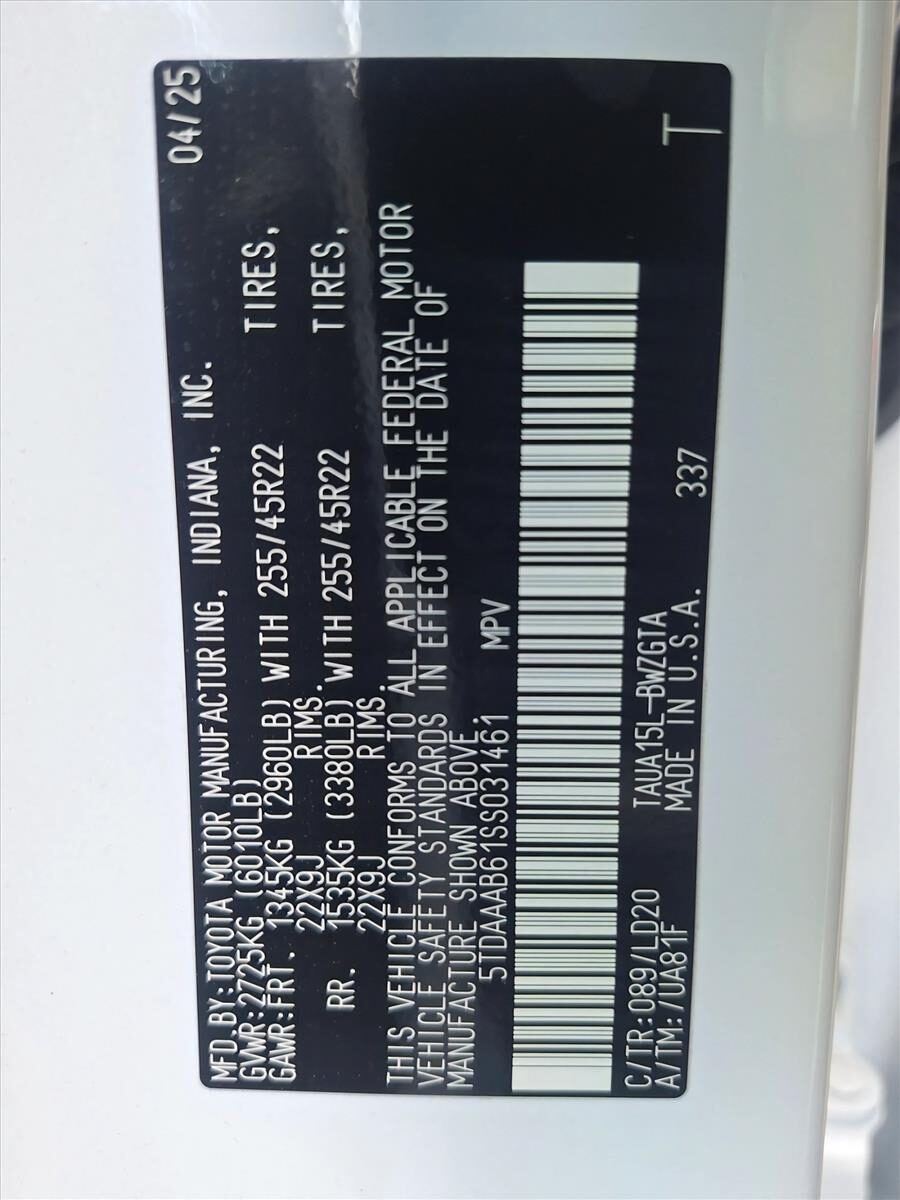 MFD.BY:TOYOTA MOTOR MANUFACTURING, INDIANA, INC. 04/25
GVWR:2725KG (6010LB)
GAWR:FRT. 1345KG (2960LB) WITH 255/45R22 TIRES,
22X9J RIMS.
RR. 1535KG (3380LB) WITH 255/45R22 TIRES,
22X9J RIMS.
THIS VEHICLE CONFORMS TO ALL APPLICABLE FEDERAL MOTOR
VEHICLE SAFETY STANDARDS IN EFFECT ON THE DATE OF
MANUFACTURE SHOWN ABOVE.
5TDAAAB61SS031461 MPV
C/TR:089/LD20 TAUA15L-BWZGTA 337 T
A/TM:/UA81F MADE IN U.S.A.